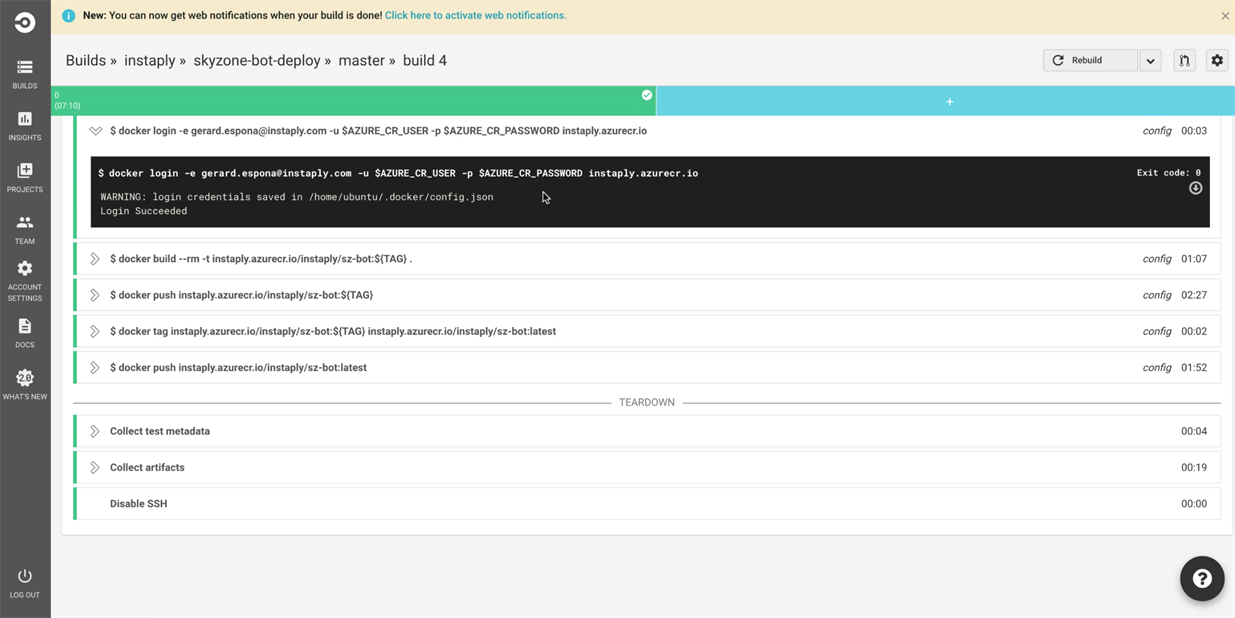 New: You can now get web notifications when your build is done! Click here to activate web notifications.
Builds » instaply » skyzone-bot-deploy » master » build 4
Rebuild
BUILDS
INSIGHTS
PROJECTS
TEAM
ACCOUNT
SETTINGS
DOCS
2.0
WHAT'S NEW
LOG OUT
0
(07:10)
+
$ docker login -e gerard.espona@instaply.com -u $AZURE_CR_USER -p $AZURE_CR_PASSWORD instaply.azurecr.io config 00:03
$ docker login -e gerard.espona@instaply.com -u $AZURE_CR_USER -p $AZURE_CR_PASSWORD instaply.azurecr.io Exit code: 0
WARNING: login credentials saved in /home/ubuntu/.docker/config.json
Login Succeeded
$ docker build --rm -t instaply.azurecr.io/instaply/sz-bot:${TAG} . config 01:07
$ docker push instaply.azurecr.io/instaply/sz-bot:${TAG} config 02:27
$ docker tag instaply.azurecr.io/instaply/sz-bot:${TAG} instaply.azurecr.io/instaply/sz-bot:latest config 00:02
$ docker push instaply.azurecr.io/instaply/sz-bot:latest config 01:52
TEARDOWN
Collect test metadata 00:04
Collect artifacts 00:19
Disable SSH 00:00
?